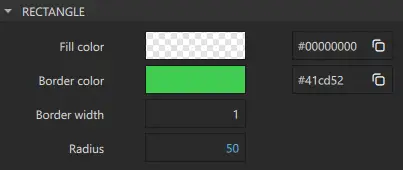 RECTANGLE
Fill color #00000000
Border color #41cd52
Border width 1
Radius 50